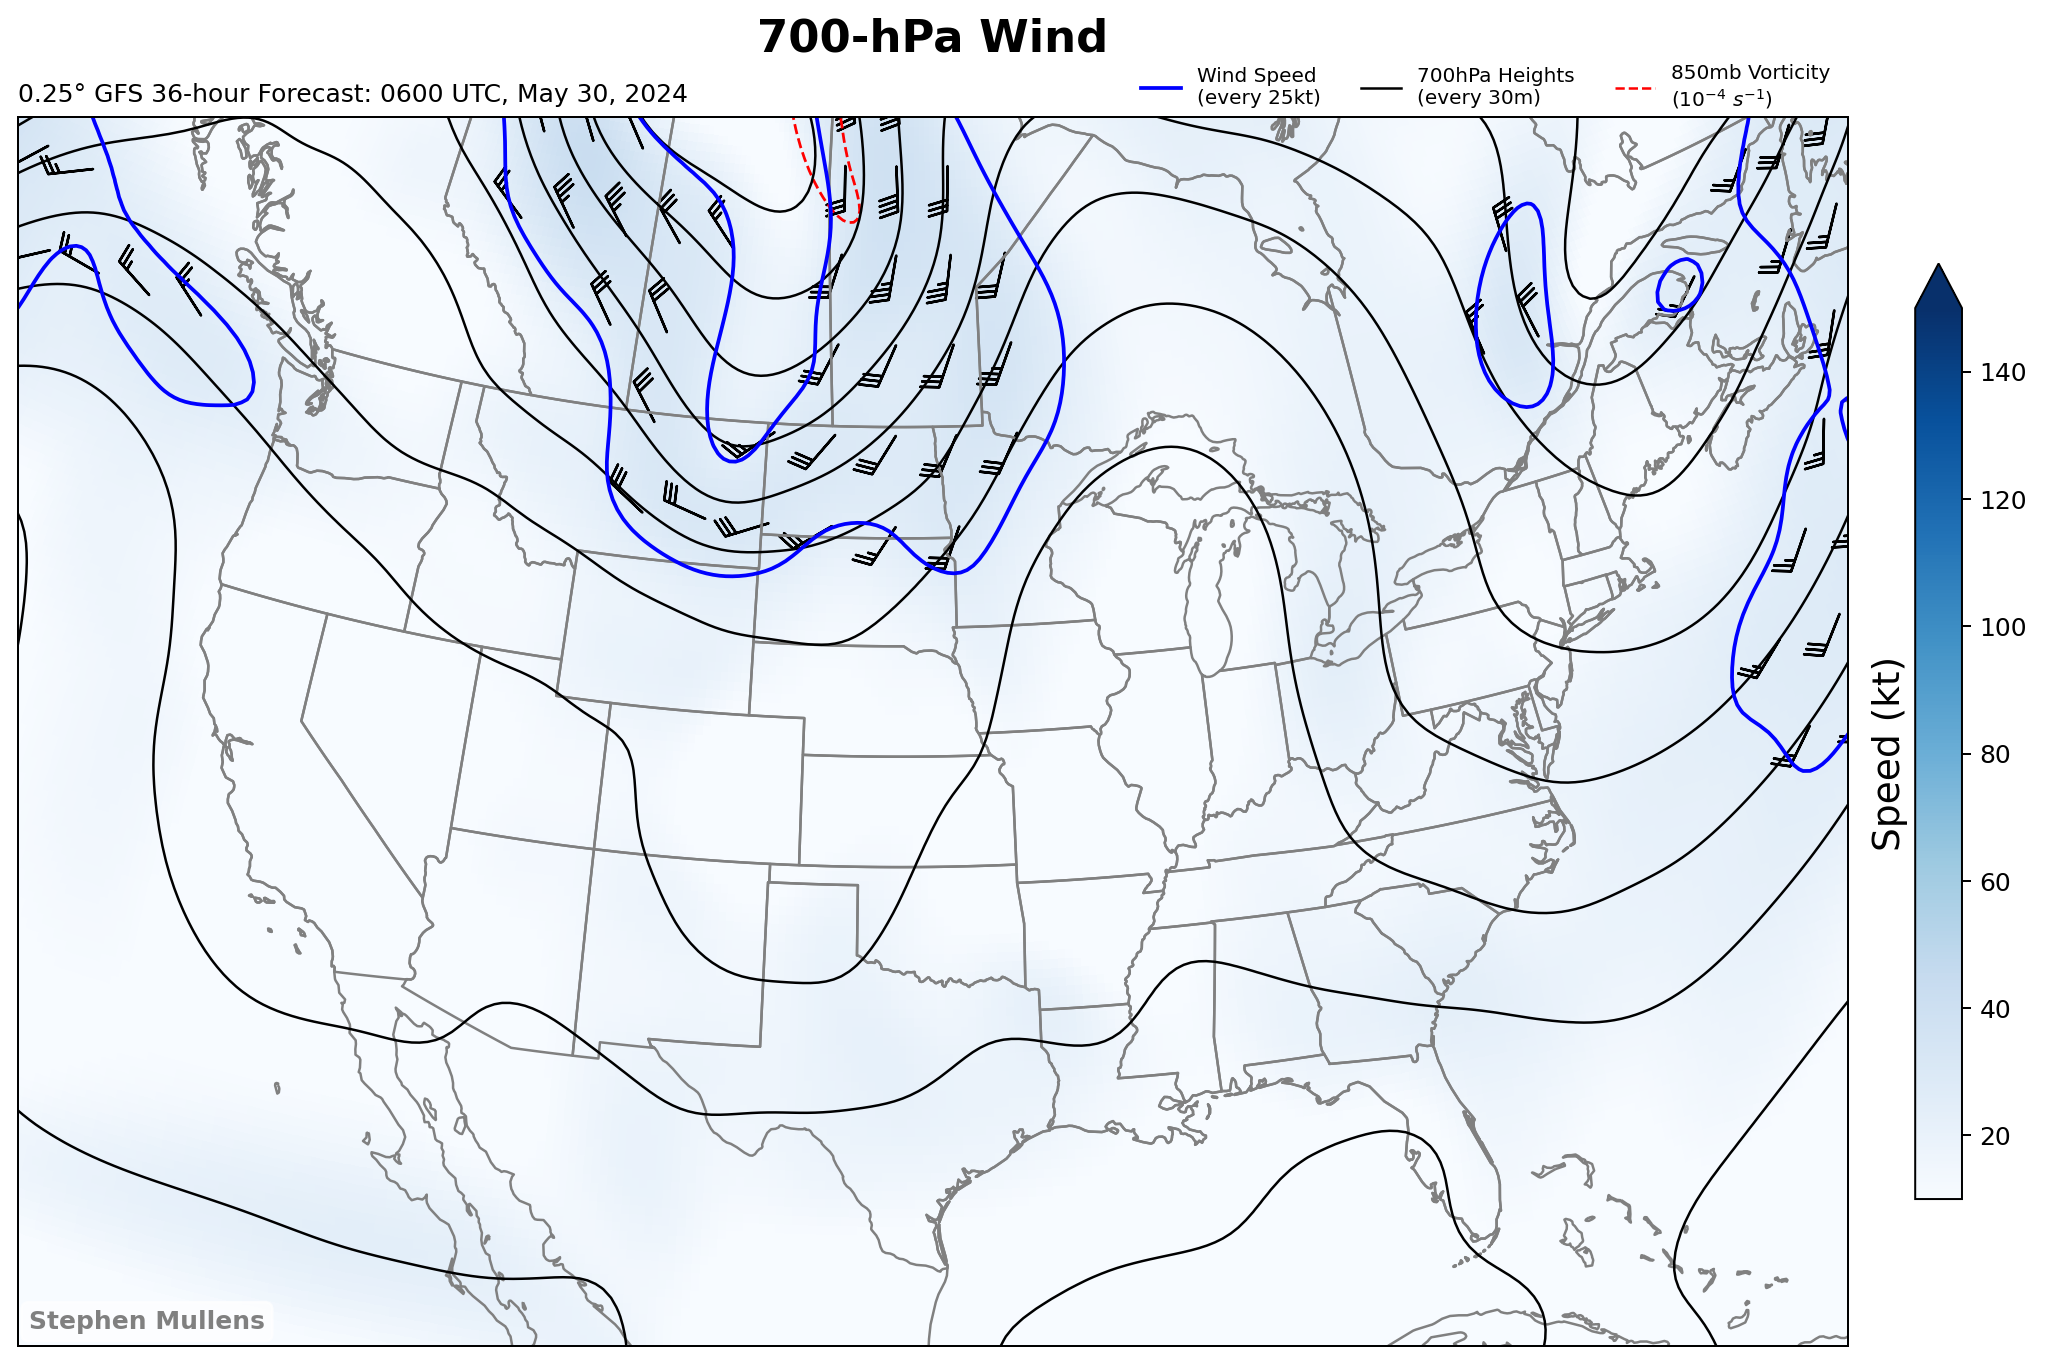 700-hPa Wind
0.25° GFS 36-hour Forecast: 0600 UTC, May 30, 2024
Wind Speed
(every 25kt)
700hPa Heights
(every 30m)
850mb Vorticity
(10⁻⁴ s⁻¹)
140
120
100
80
60
40
20
Speed (kt)
Stephen Mullens